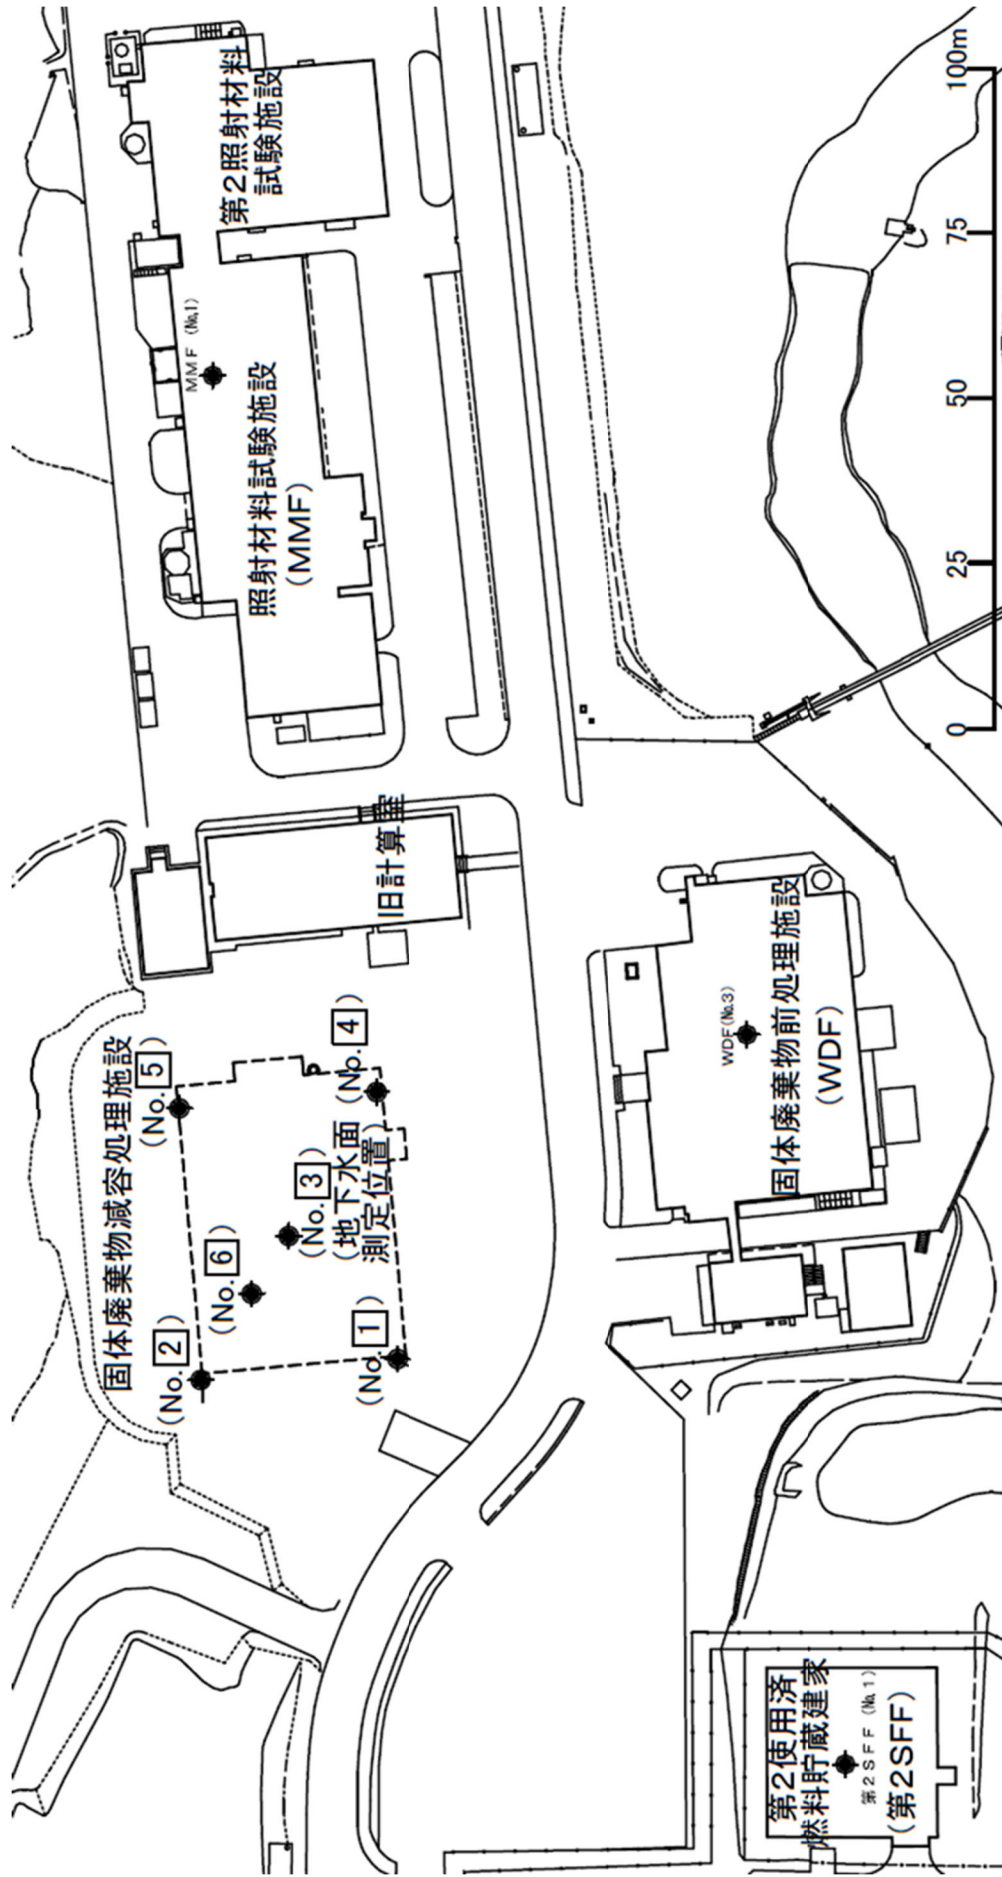 第2照射材料
試験施設
MMF (No.1)
照射材料試験施設
(MMF)
旧計算室
固体廃棄物減容処理施設
(No. 5)
(No. 4)
(No. 3)
(地下水面
測定位置)
(No. 6)
(No. 2)
(No. 1)
WDF(No.3)
固体廃棄物前処理施設
(WDF)
第2使用済
燃料貯蔵建家
第2SFF (No.1)
(第2SFF)
0 25 50 75 100m